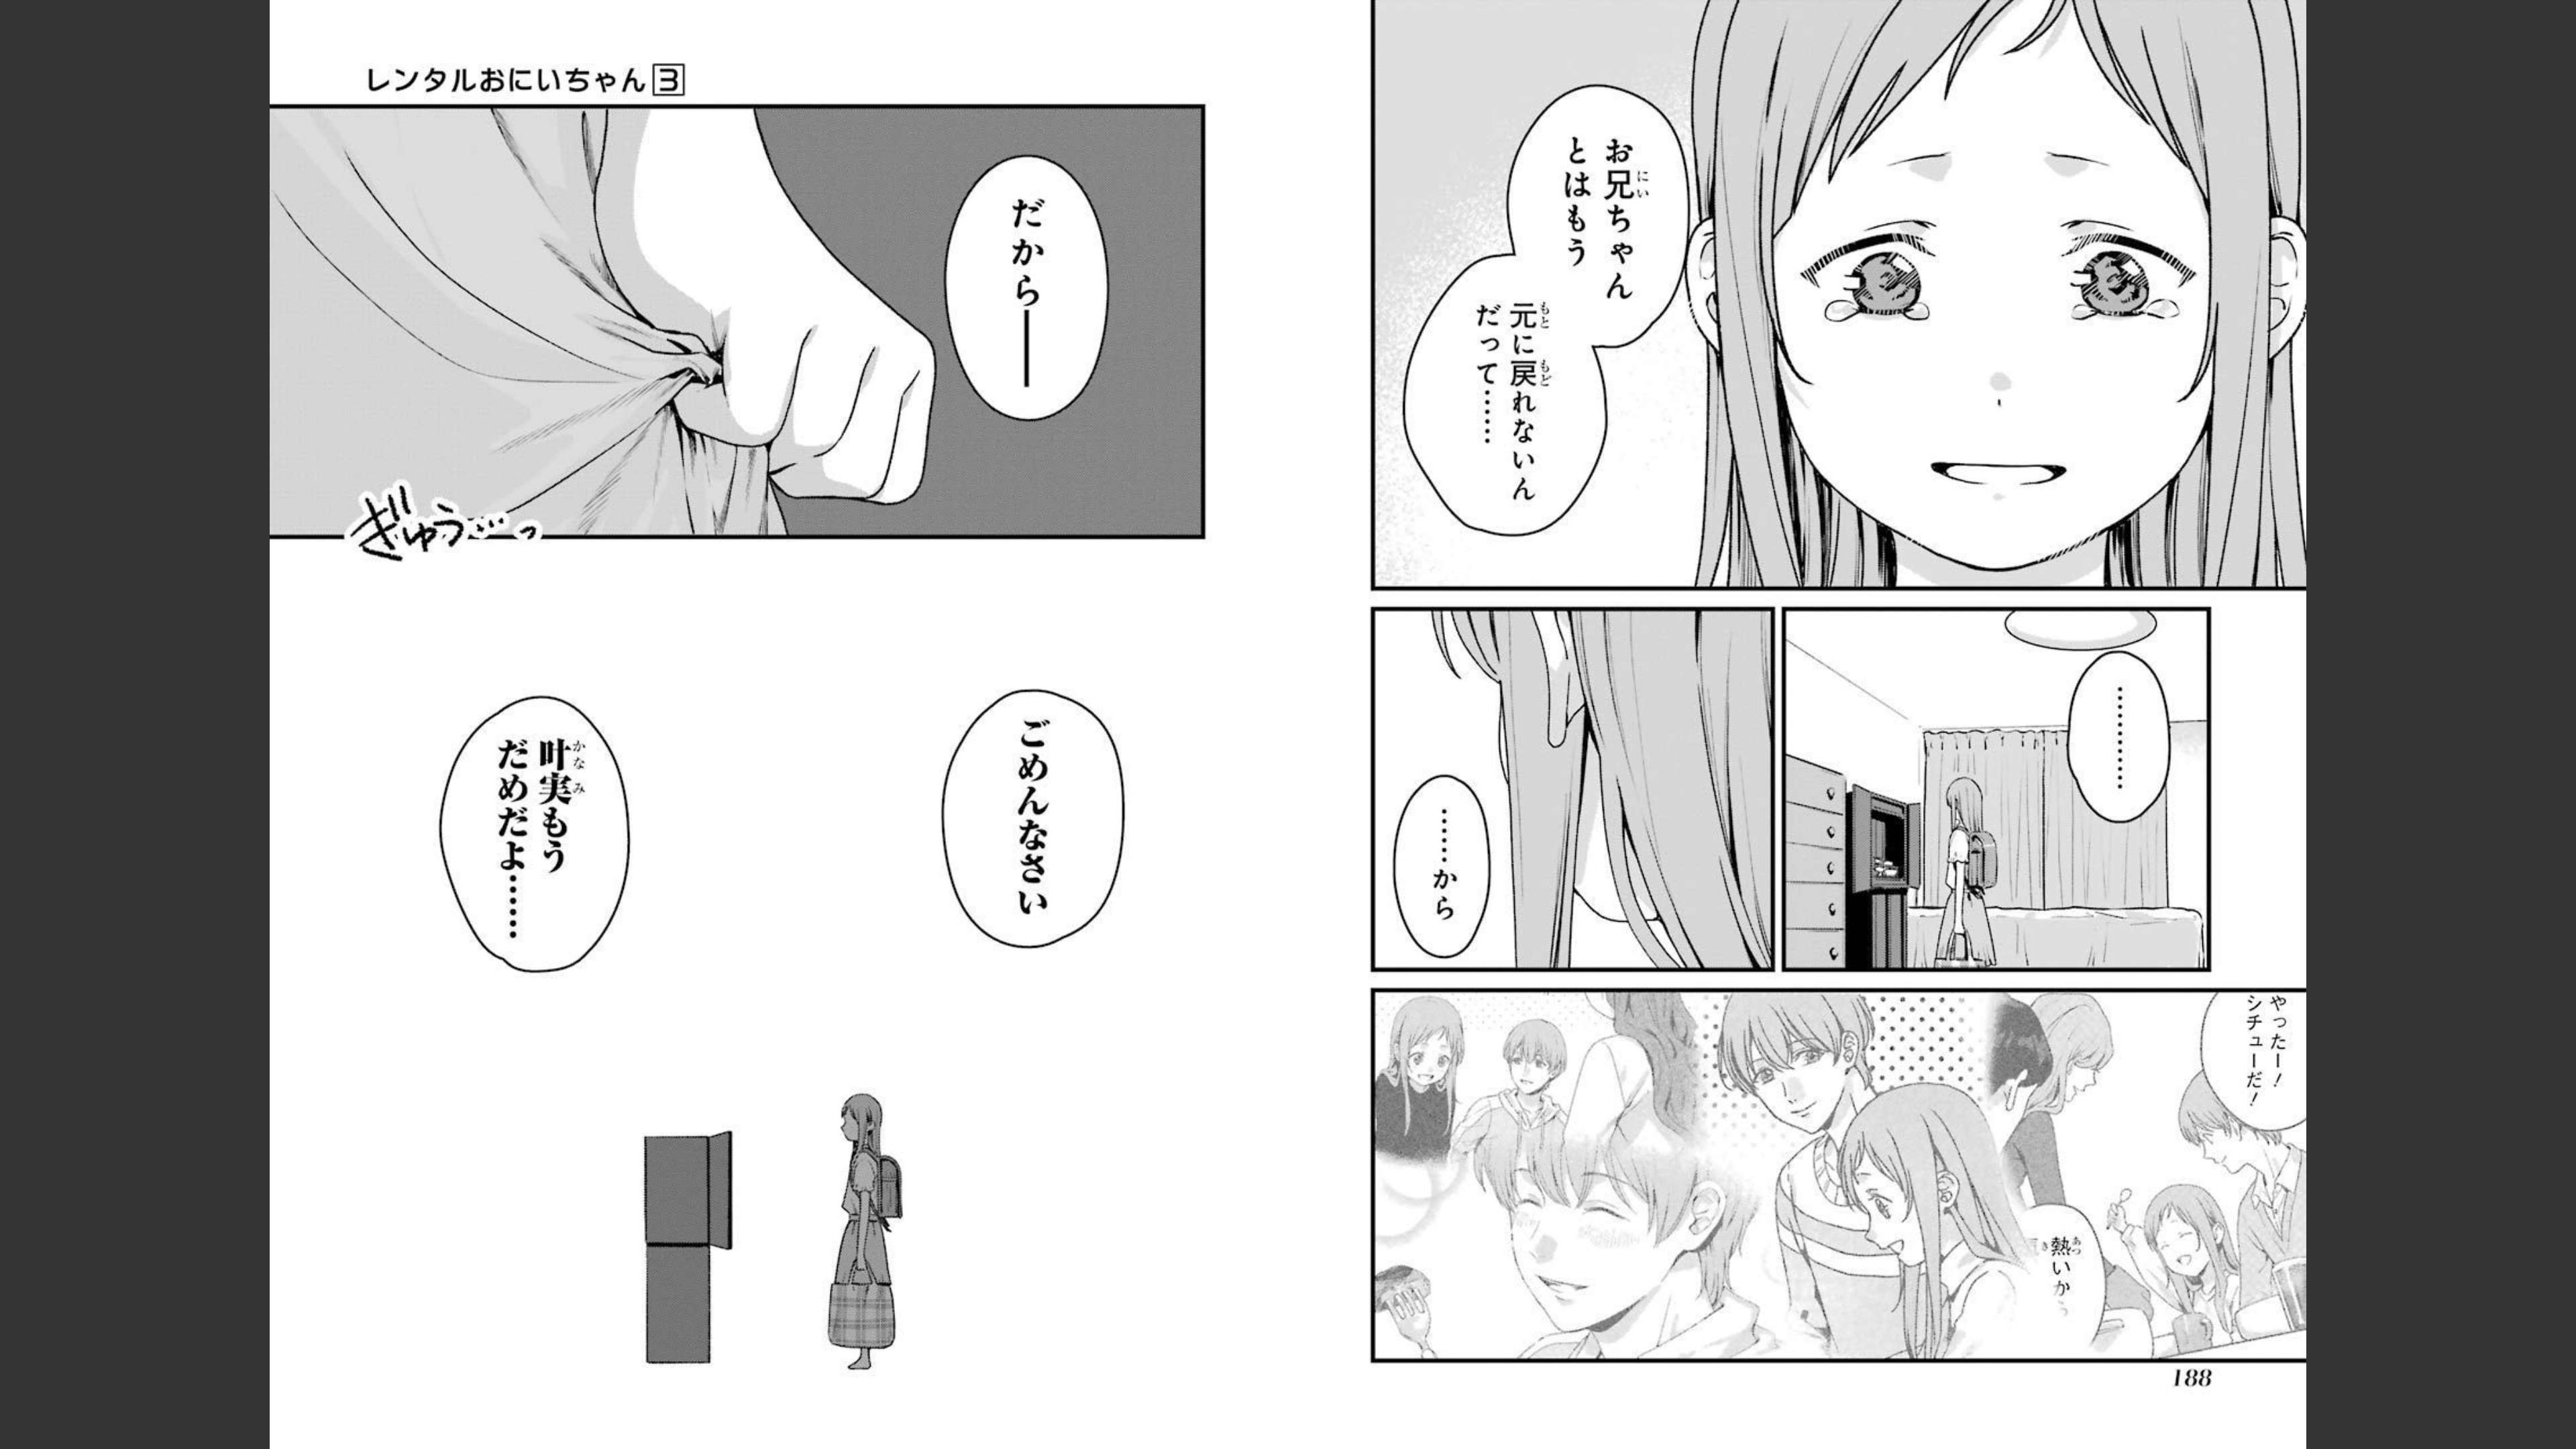 お兄ちゃん
とはもう
元に戻れないん
だって……
…………
……から
やったー！
シチューだ！
熱いか
188
レンタルおにいちゃん3
だから――
ぎゅう…っ
ごめんなさい
叶実もう
だめだよ……